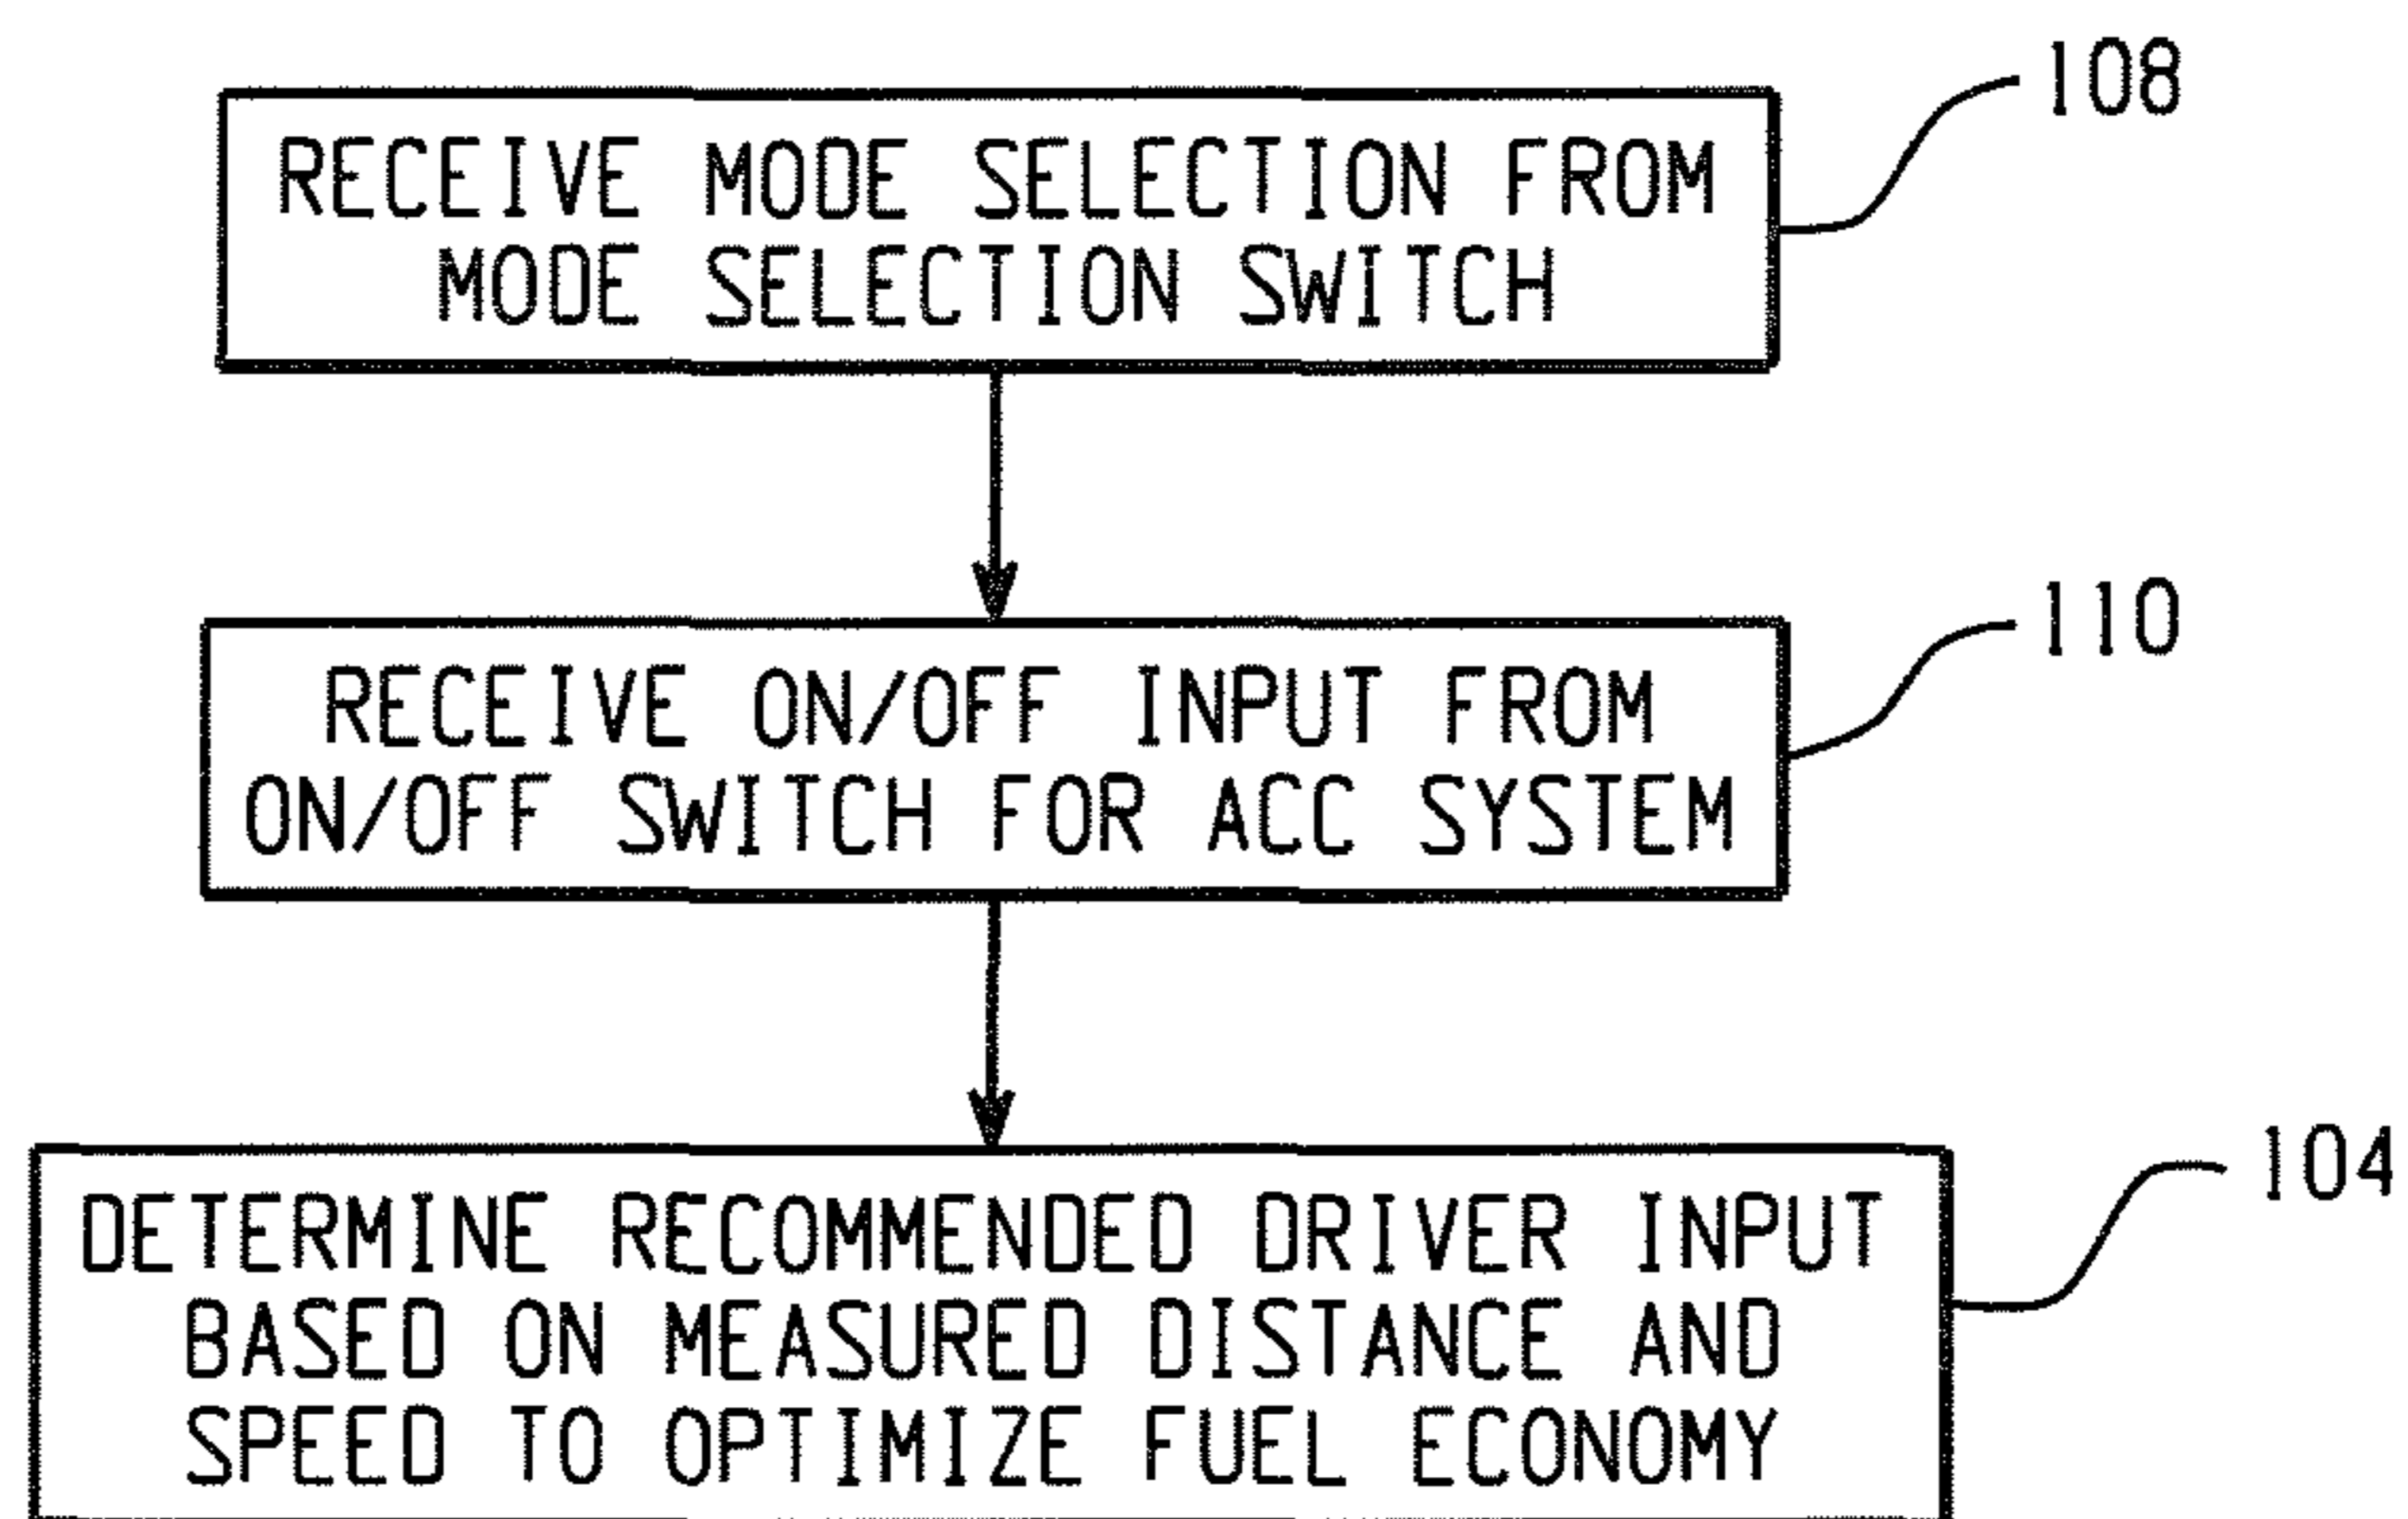 108
RECEIVE MODE SELECTION FROM
MODE SELECTION SWITCH
110
RECEIVE ON/OFF INPUT FROM
ON/OFF SWITCH FOR ACC SYSTEM
104
DETERMINE RECOMMENDED DRIVER INPUT
BASED ON MEASURED DISTANCE AND
SPEED TO OPTIMIZE FUEL ECONOMY